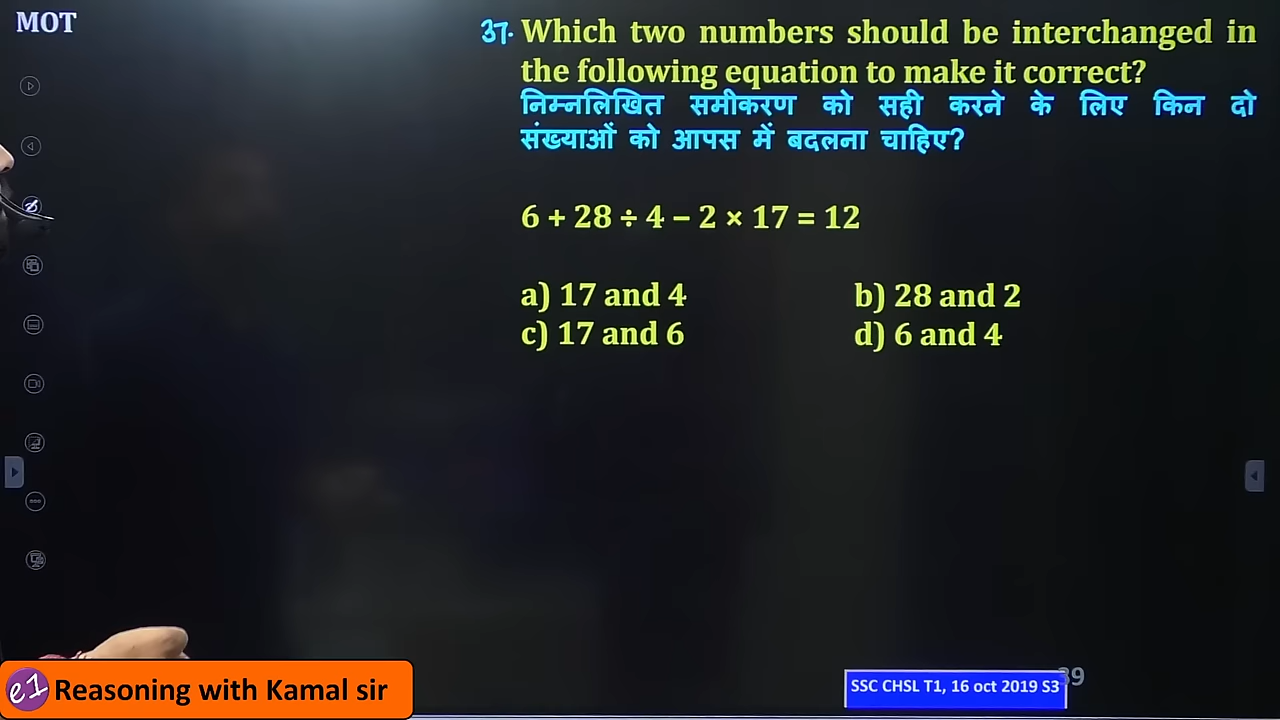 MOT
37. Which two numbers should be interchanged in
the following equation to make it correct?
निम्नलिखित समीकरण को सही करने के लिए किन दो
संख्याओं को आपस में बदलना चाहिए?
6 + 28 ÷ 4 – 2 × 17 = 12
a) 17 and 4 b) 28 and 2
c) 17 and 6 d) 6 and 4
39
e1 Reasoning with Kamal sir
SSC CHSL T1, 16 oct 2019 S3